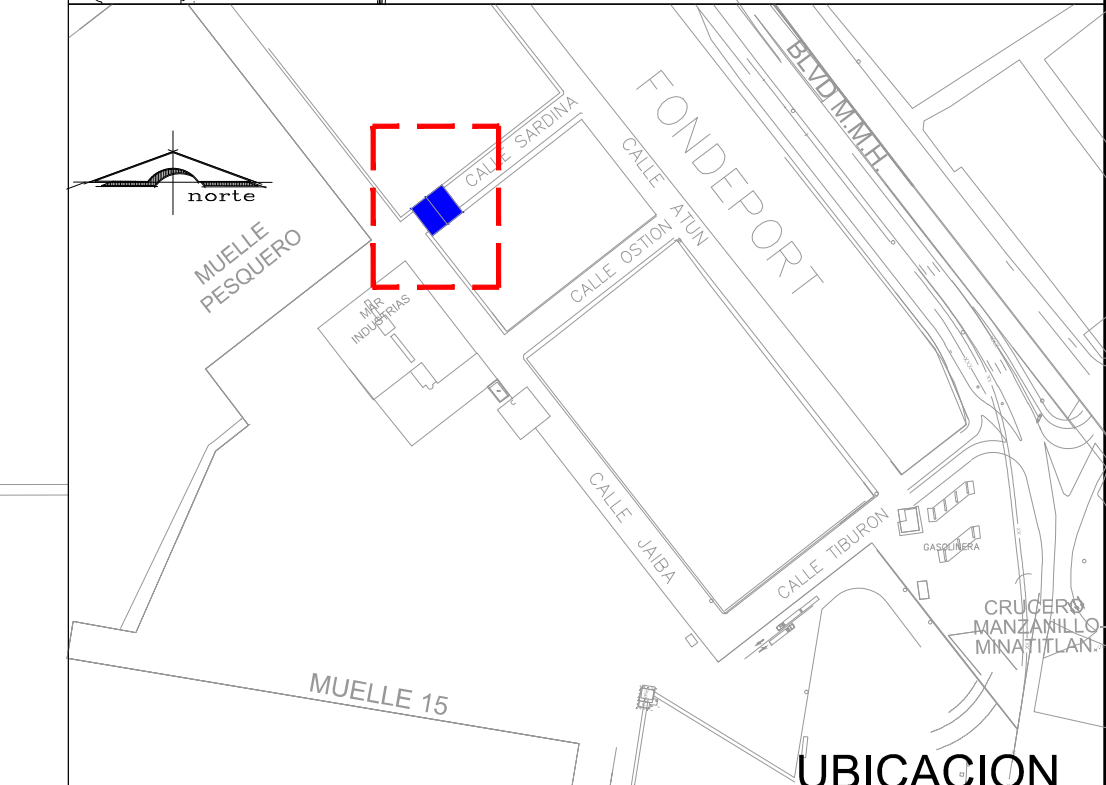 BLVD M.M.H.
FONDEPORT
CALLE SARDINA
CALLE ATUN
norte
MUELLE
PESQUERO
CALLE OSTION
MAR
INDUSTRIAS
CALLE JAIBA
CALLE TIBURON
GASOLINERA
CRUCERO
MANZANILLO-
MINATITLAN.
MUELLE 15
UBICACION